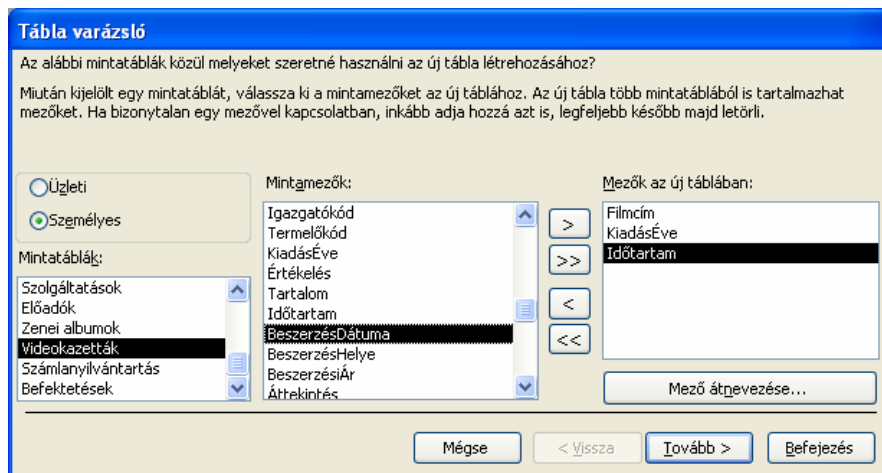 Tábla varázsló
Az alábbi mintatáblák közül melyeket szeretné használni az új tábla létrehozásához?
Miután kijelölt egy mintatáblát, válassza ki a mintamezőket az új táblához. Az új tábla több mintatáblából is tartalmazhat
mezőket. Ha bizonytalan egy mezővel kapcsolatban, inkább adja hozzá azt is, legfeljebb később majd letörli.
Üzleti
Személyes
Mintatáblák:
Szolgáltatások
Előadók
Zenei albumok
Videokazetták
Számlanyilvántartás
Befektetések
Mintamezők:
Igazgatókód
Termelőkód
KiadásÉve
Értékelés
Tartalom
Időtartam
BeszerzésDátuma
BeszerzésHelye
BeszerzésiÁr
Áttekintés
>
>>
<
<<
Mezők az új táblában:
Filmcím
KiadásÉve
Időtartam
Mező átnevezése...
Mégse
< Vissza
Tovább >
Befejezés